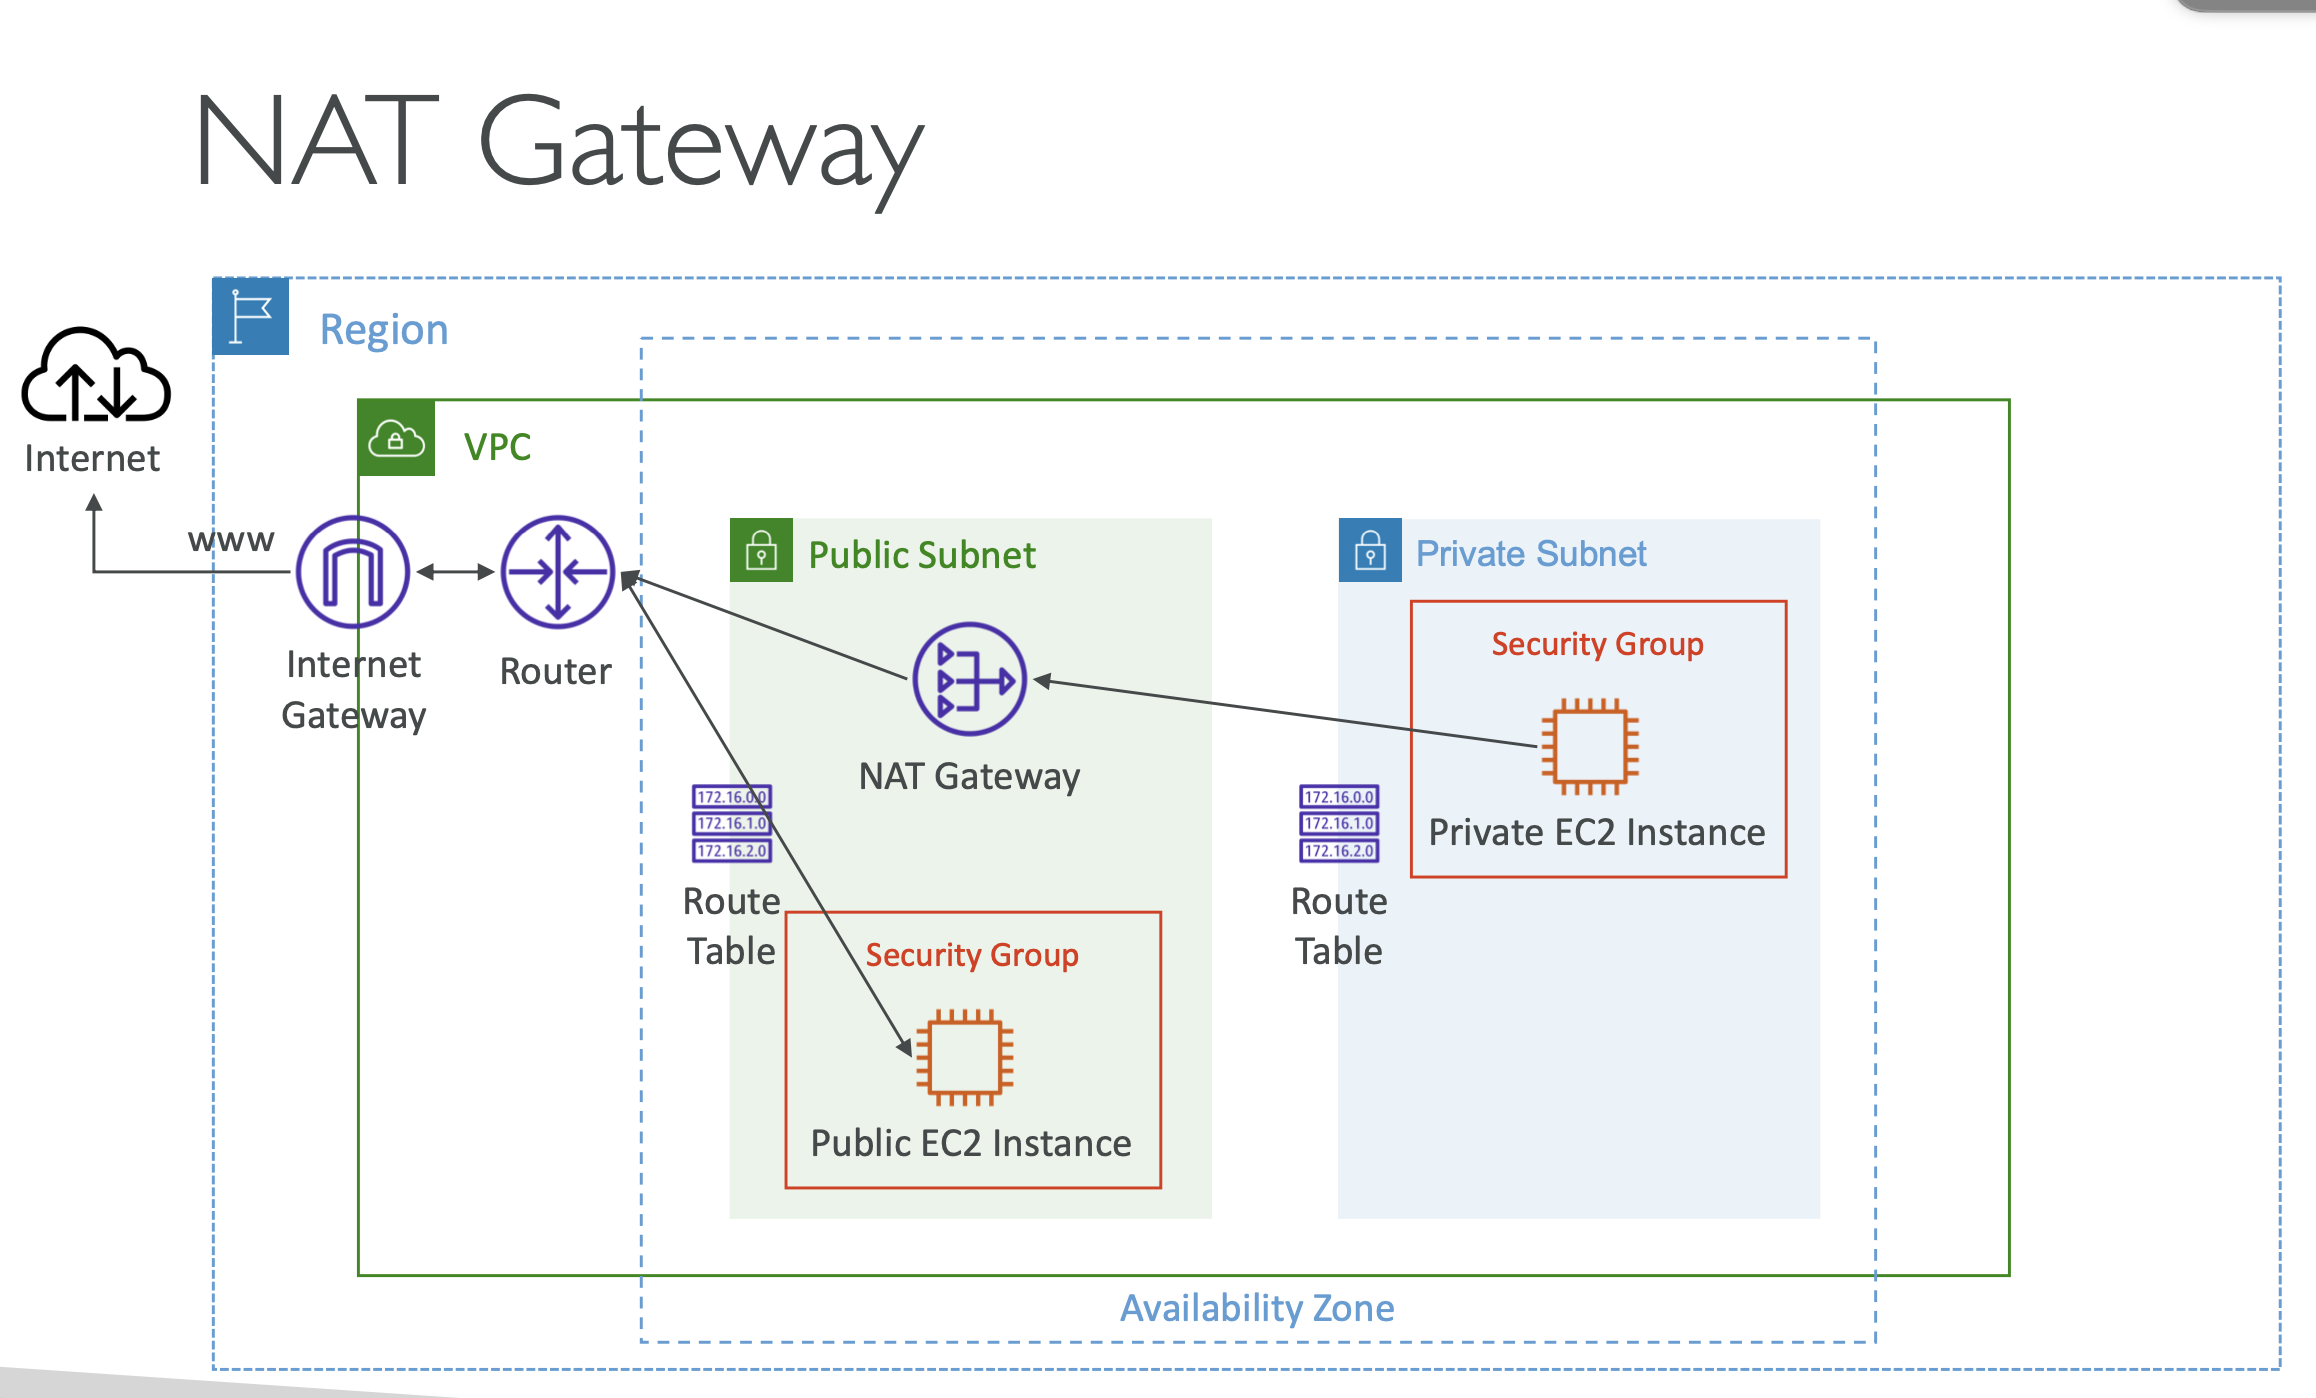 NAT Gateway
Region
Internet
VPC
www
Public Subnet
Private Subnet
Security Group
Internet
Gateway
Router
NAT Gateway
172.16.0.0
172.16.1.0
172.16.2.0
Route
Table
172.16.0.0
172.16.1.0
172.16.2.0
Route
Table
Private EC2 Instance
Security Group
Public EC2 Instance
Availability Zone